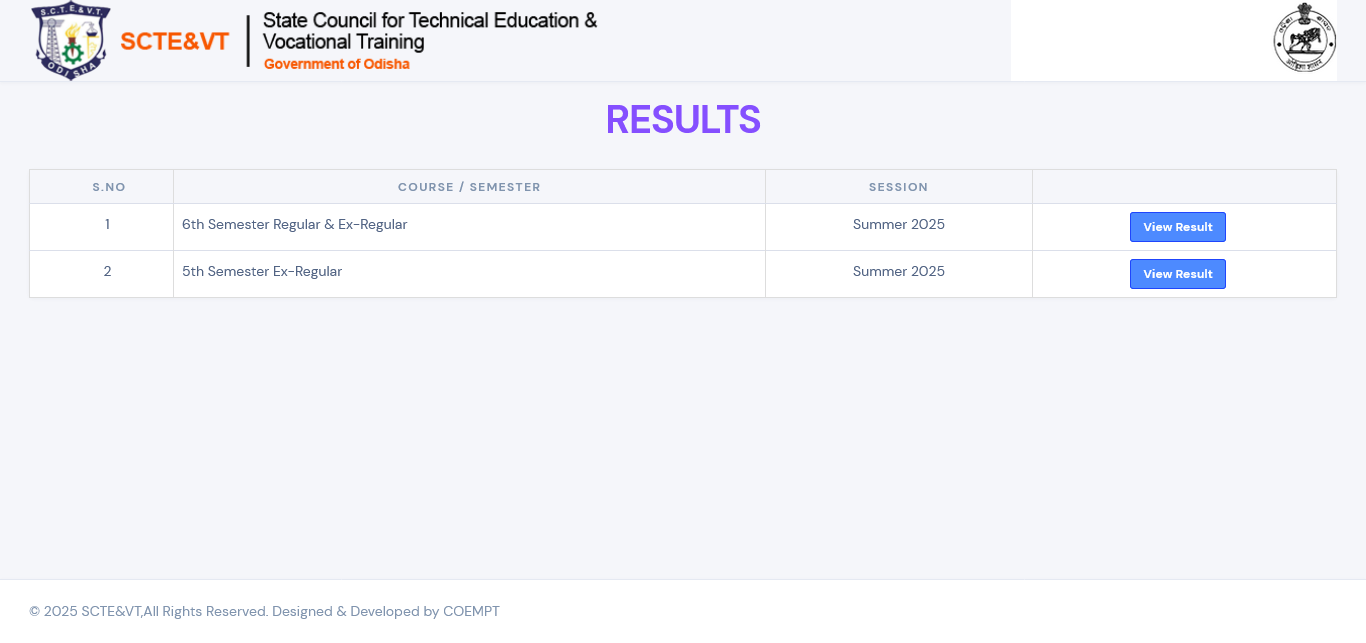 S.C.T.E.&V.T.
ODISHA
SCTE&VT
State Council for Technical Education &
Vocational Training
Government of Odisha
RESULTS
S.NO COURSE / SEMESTER SESSION
1 6th Semester Regular & Ex-Regular Summer 2025 View Result
2 5th Semester Ex-Regular Summer 2025 View Result
© 2025 SCTE&VT,All Rights Reserved. Designed & Developed by COEMPT